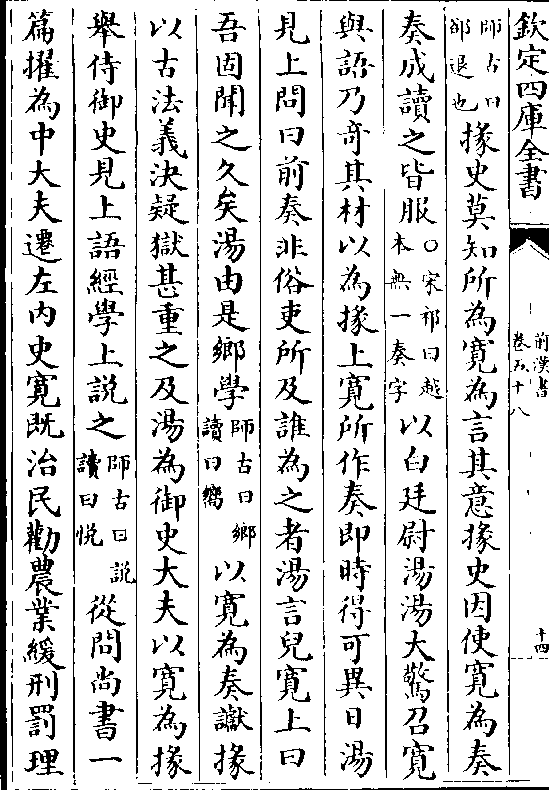 欽定四庫全書
前漢書
卷五十八
十四
師古曰
郤退也
掾史莫知所為寛為言其意掾史因使寛為奏
奏成讀之皆服
○宋祁曰越
本無一奏字
以白廷尉湯湯大驚召寛
與語乃竒其材以為掾上寛所作奏即時得可異日湯
見上問曰前奏非俗吏所及誰為之者湯言兒寛上曰
吾固聞之久矣湯由是鄉學
師古曰鄉
讀曰嚮
以寛為奏讞掾
以古法義決疑獄甚重之及湯為御史大夫以寛為掾
舉侍御史見上語經學上說之
師古曰說
讀曰悅
從問尚書一
篇擢為中大夫遷左內史寛既治民勸農業緩刑罰理